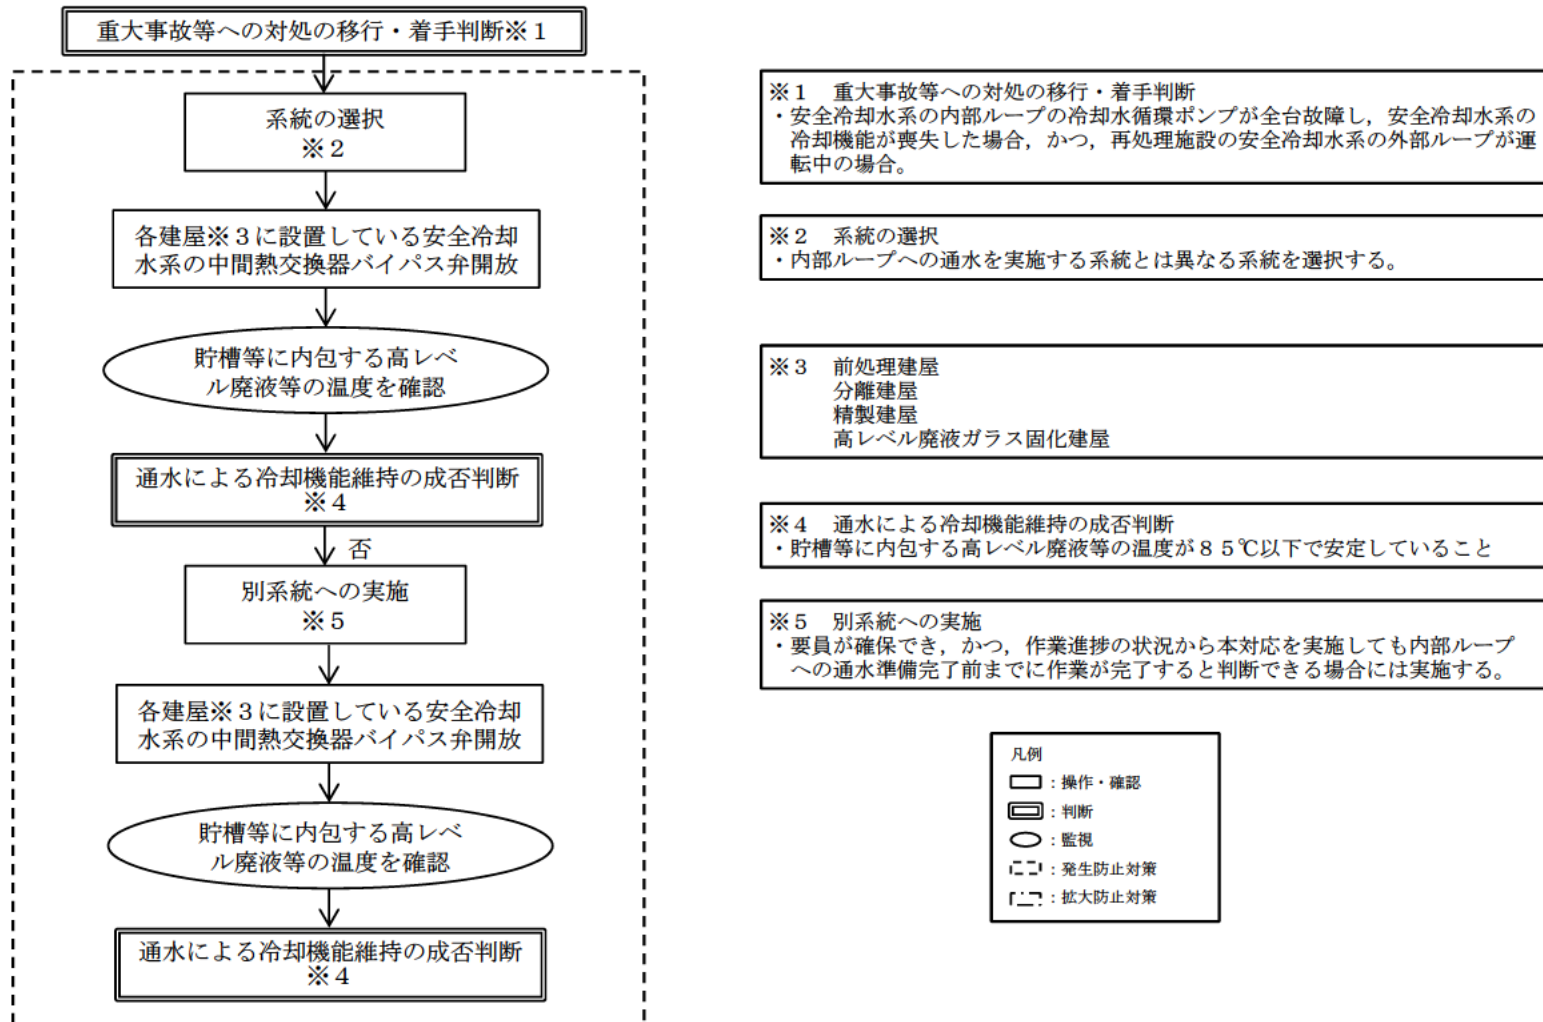 重大事故等への対処の移行・着手判断※1
系統の選択
※2
各建屋※3に設置している安全冷却
水系の中間熱交換器バイパス弁開放
貯槽等に内包する高レベ
ル廃液等の温度を確認
通水による冷却機能維持の成否判断
※4
否
別系統への実施
※5
各建屋※3に設置している安全冷却
水系の中間熱交換器バイパス弁開放
貯槽等に内包する高レベ
ル廃液等の温度を確認
通水による冷却機能維持の成否判断
※4
※1 重大事故等への対処の移行・着手判断
・安全冷却水系の内部ループの冷却水循環ポンプが全台故障し，安全冷却水系の
冷却機能が喪失した場合，かつ，再処理施設の安全冷却水系の外部ループが運
転中の場合。
※2 系統の選択
・内部ループへの通水を実施する系統とは異なる系統を選択する。
※3 前処理建屋
分離建屋
精製建屋
高レベル廃液ガラス固化建屋
※4 通水による冷却機能維持の成否判断
・貯槽等に内包する高レベル廃液等の温度が８５℃以下で安定していること
※5 別系統への実施
・要員が確保でき，かつ，作業進捗の状況から本対応を実施しても内部ループ
への通水準備完了前までに作業が完了すると判断できる場合には実施する。
凡例
：操作・確認
：判断
：監視
：発生防止対策
：拡大防止対策